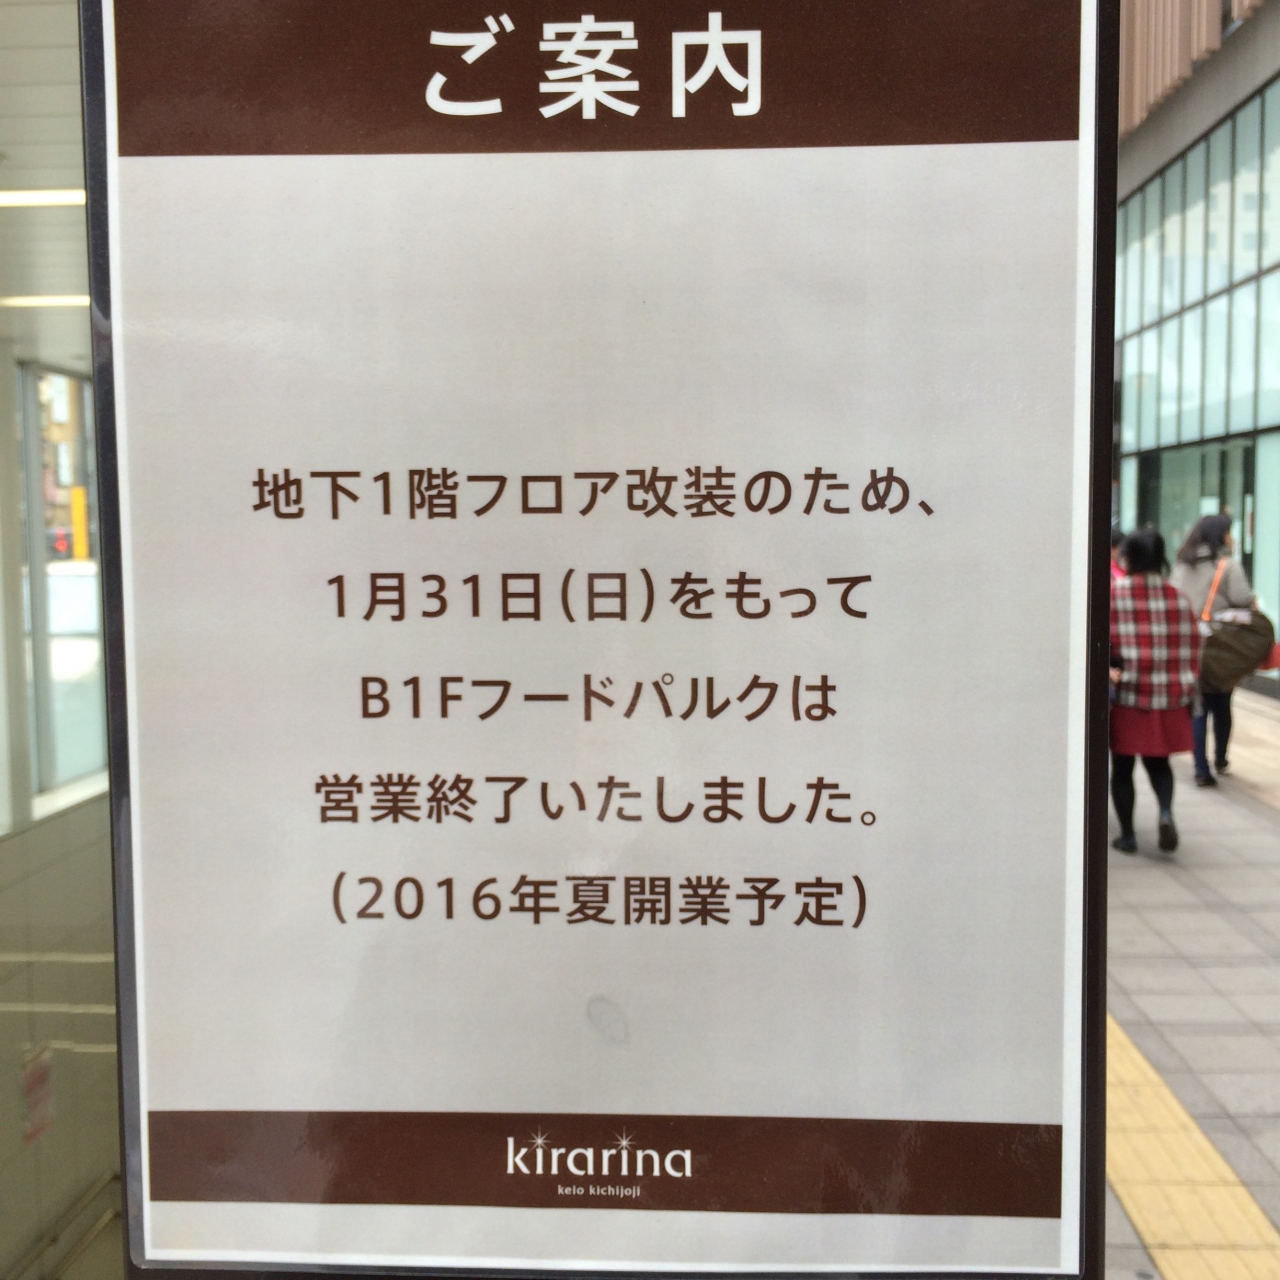 ご案内
地下1階フロア改装のため、
1月31日(日)をもって
B1Fフードパルクは
営業終了いたしました。
(2016年夏開業予定)
kirarina
keio kichijoji